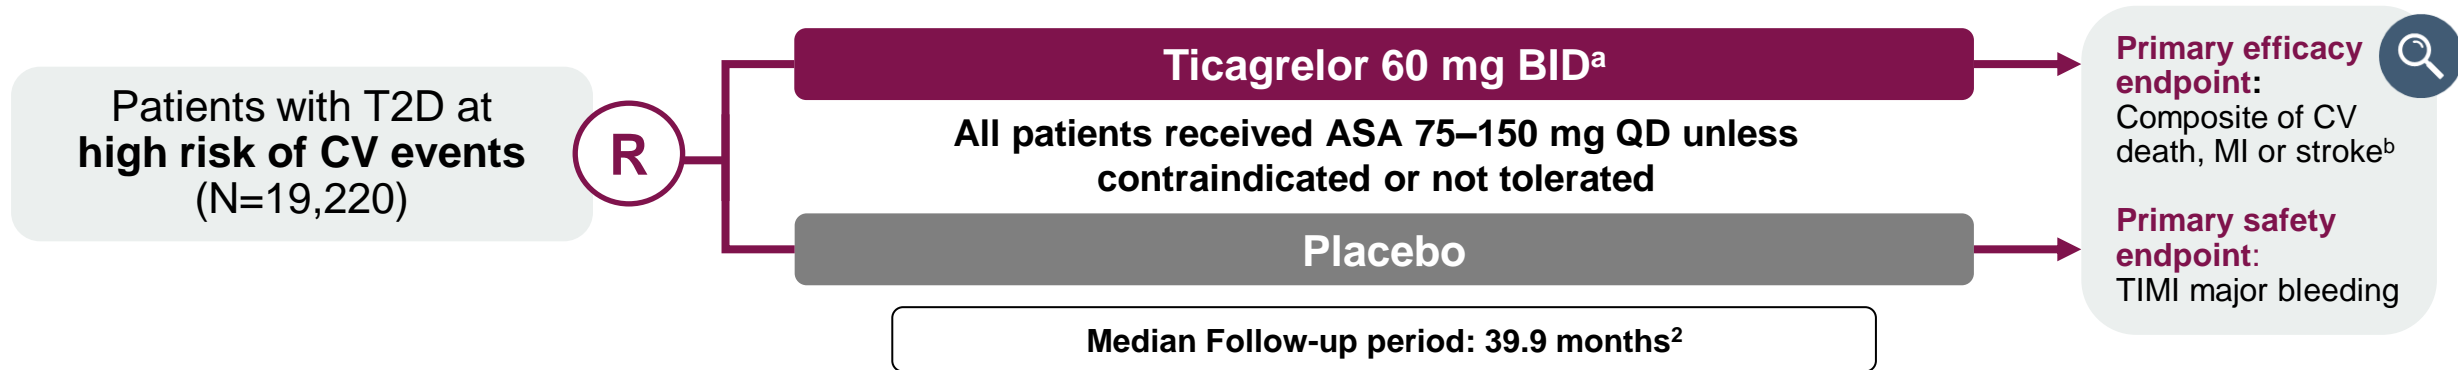 Patients with T2D at
high risk of CV events
(N=19,220)
R
Ticagrelor 60 mg BIDᵃ
All patients received ASA 75–150 mg QD unless
contraindicated or not tolerated
Placebo
Median Follow-up period: 39.9 months²
Primary efficacy
endpoint:
Composite of CV
death, MI or strokeᵇ
Primary safety
endpoint:
TIMI major bleeding